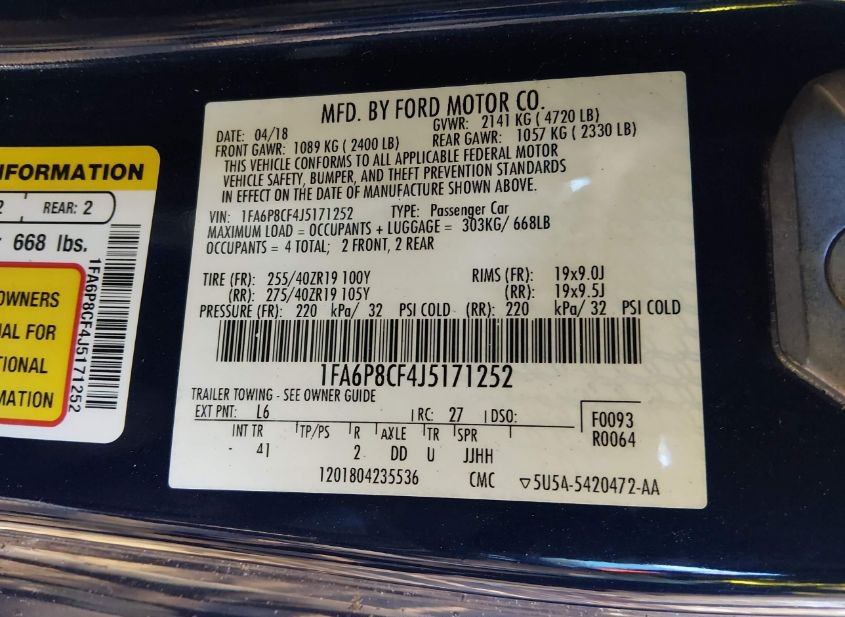 MFD. BY FORD MOTOR CO.
DATE: 04/18 GVWR: 2141 KG ( 4720 LB)
FRONT GAWR: 1089 KG ( 2400 LB) REAR GAWR: 1057 KG ( 2330 LB)
THIS VEHICLE CONFORMS TO ALL APPLICABLE FEDERAL MOTOR
VEHICLE SAFETY, BUMPER, AND THEFT PREVENTION STANDARDS
IN EFFECT ON THE DATE OF MANUFACTURE SHOWN ABOVE.
VIN: 1FA6P8CF4J5171252 TYPE: Passenger Car
MAXIMUM LOAD = OCCUPANTS + LUGGAGE = 303KG/ 668LB
OCCUPANTS = 4 TOTAL; 2 FRONT, 2 REAR
TIRE (FR): 255/40ZR19 100Y RIMS (FR): 19x9.0J
(RR): 275/40ZR19 105Y (RR): 19x9.5J
PRESSURE (FR): 220 kPa/ 32 PSI COLD (RR): 220 kPa/ 32 PSI COLD
1FA6P8CF4J5171252
TRAILER TOWING - SEE OWNER GUIDE
EXT PNT: L6 RC: 27 DSO: F0093
R0064
INT TR TP/PS R AXLE TR SPR
- 41 2 DD U JJHH
1201804235536 CMC ▽5U5A-5420472-AA
INFORMATION
2 REAR: 2
668 lbs.
OWNERS
AL FOR
TIONAL
MATION
1FA6P8CF4J5171252